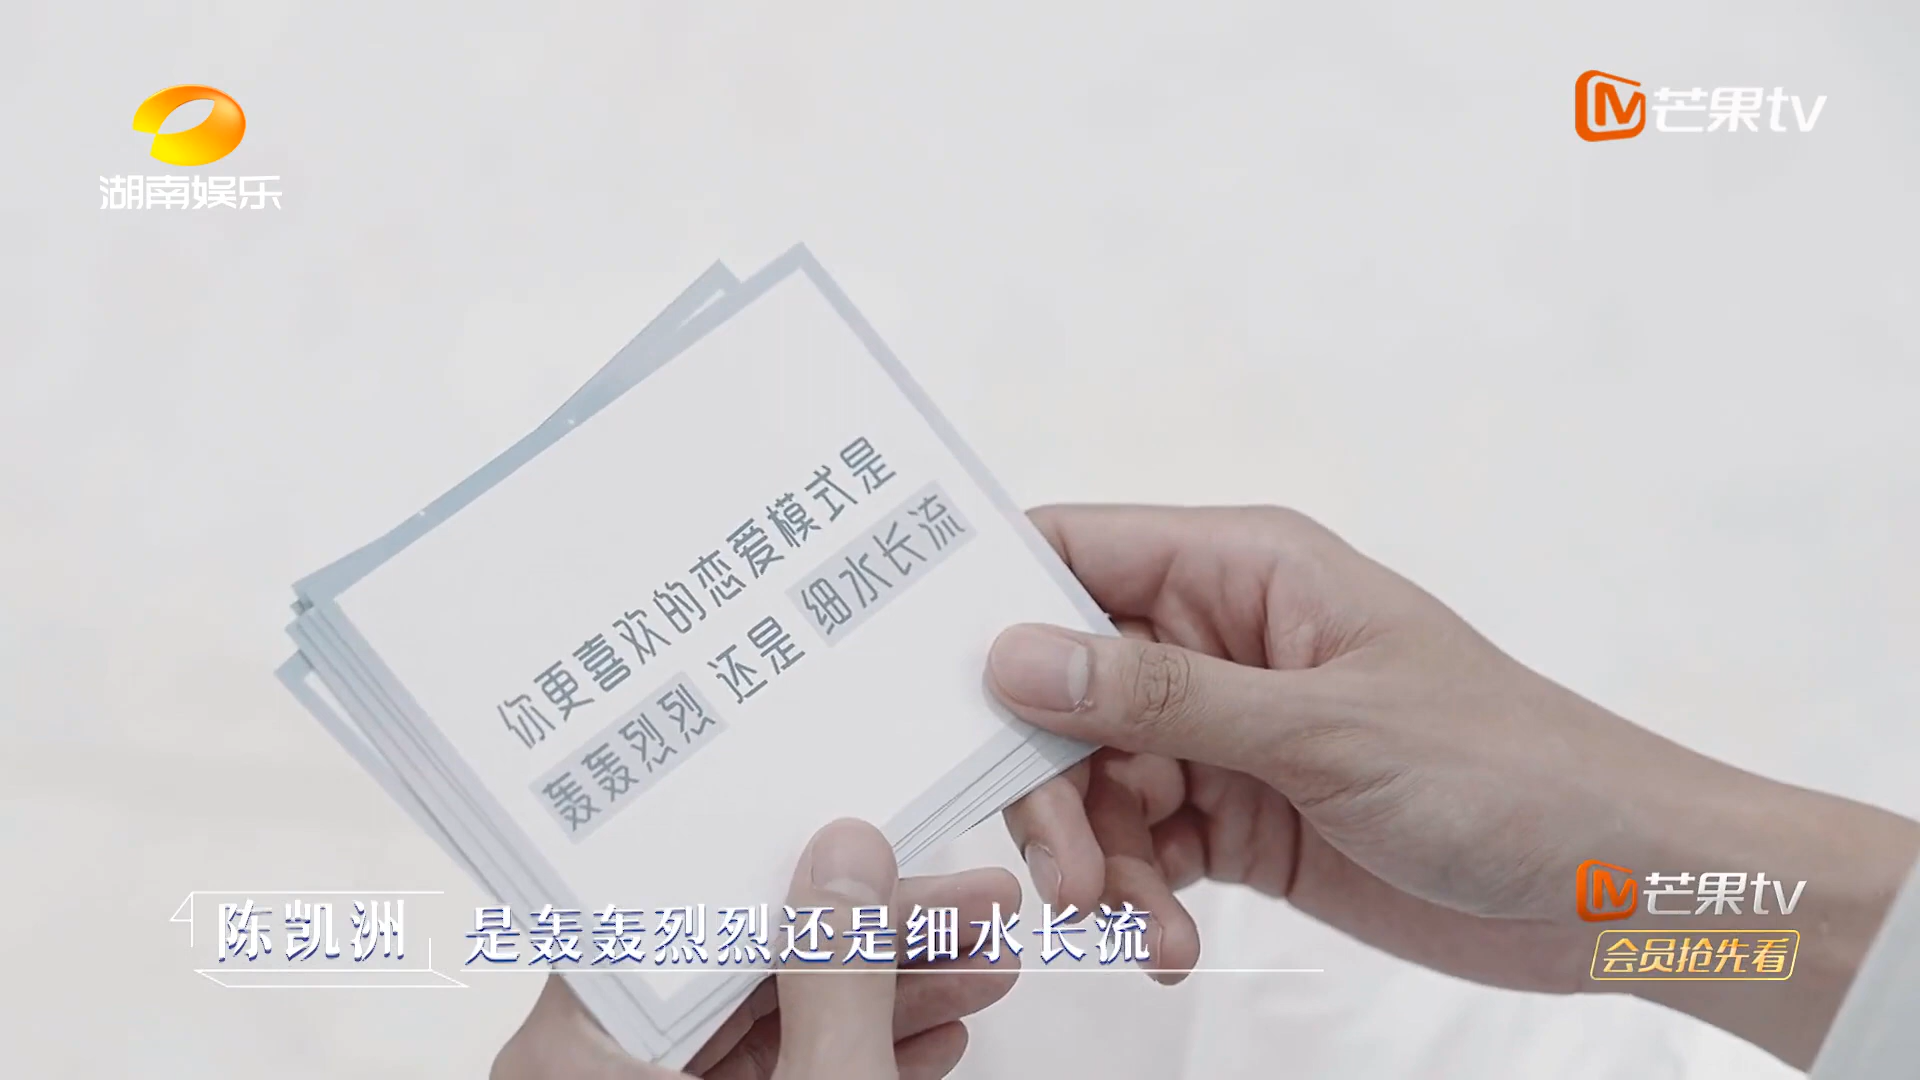 湖南娱乐
芒果tv
你更喜欢的恋爱模式是
轰轰烈烈 还是 细水长流
陈凯洲 是轰轰烈烈还是细水长流
芒果tv
会员抢先看